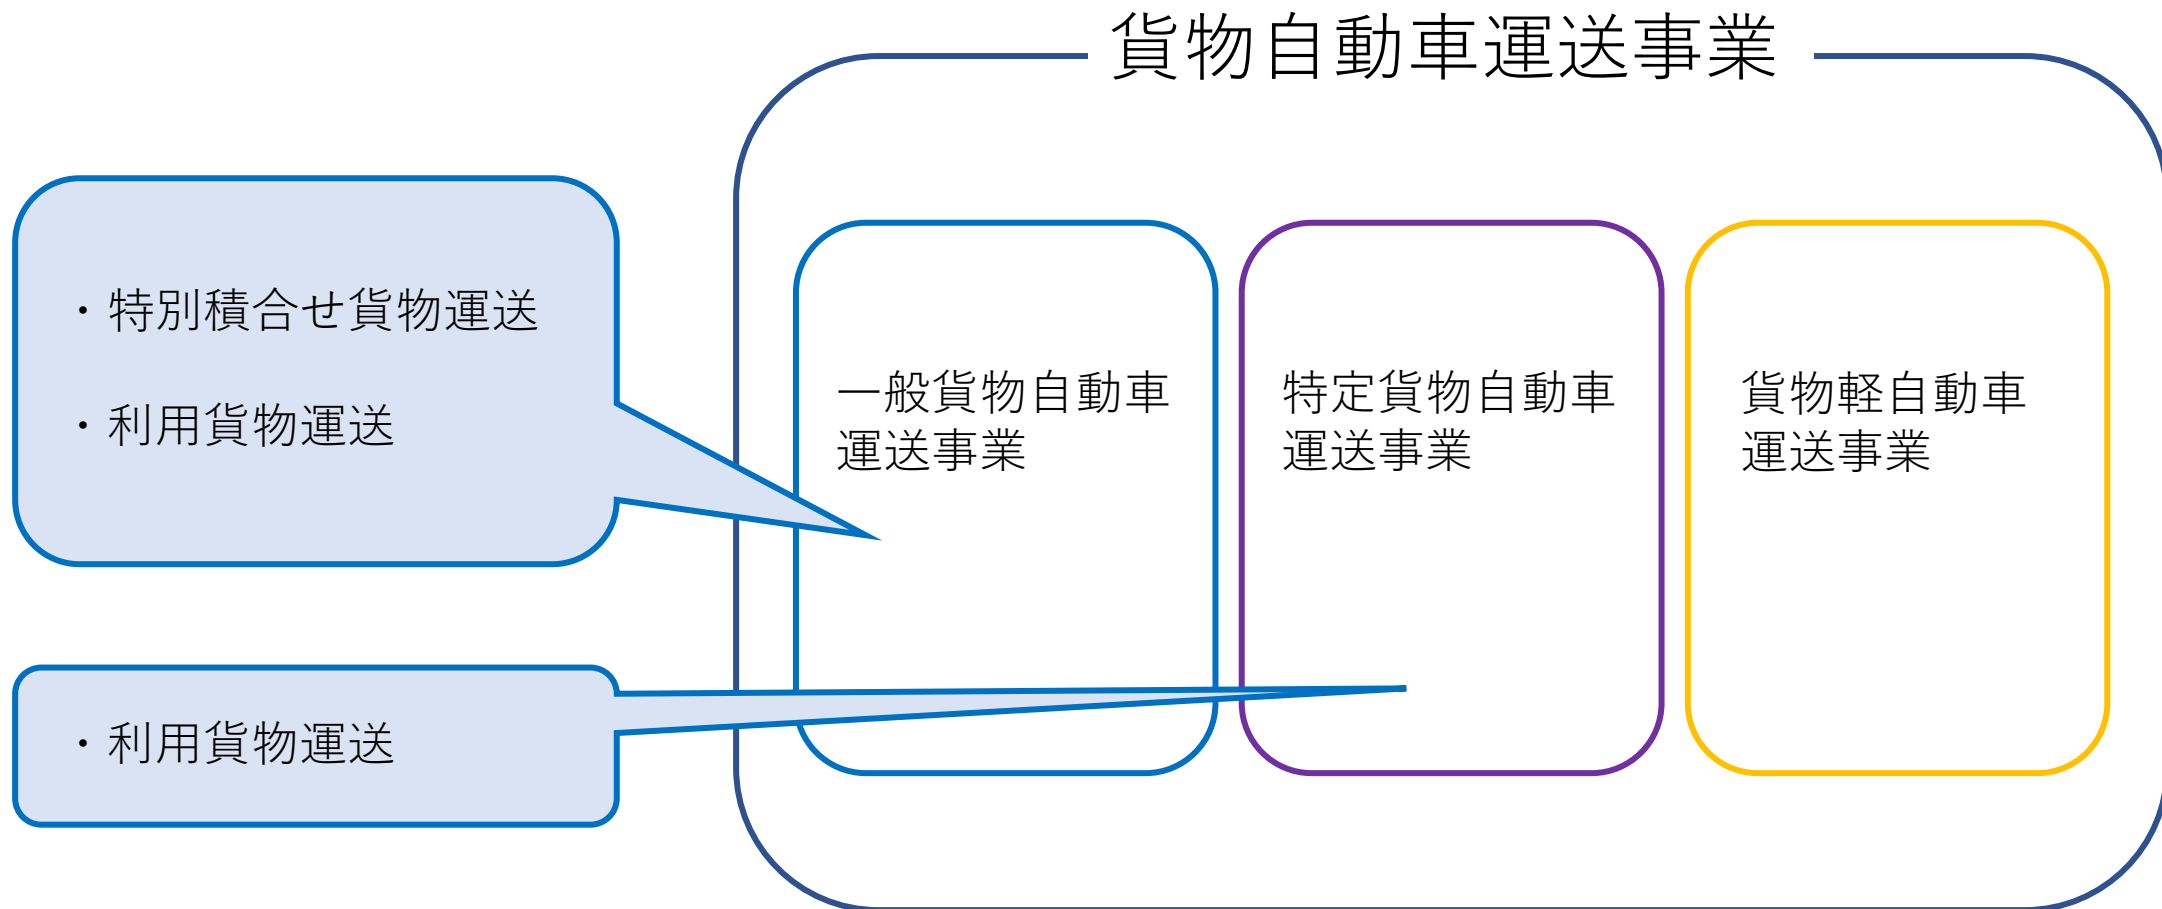 貨物自動車運送事業
・特別積合せ貨物運送
・利用貨物運送
一般貨物自動車
運送事業
特定貨物自動車
運送事業
貨物軽自動車
運送事業
・利用貨物運送